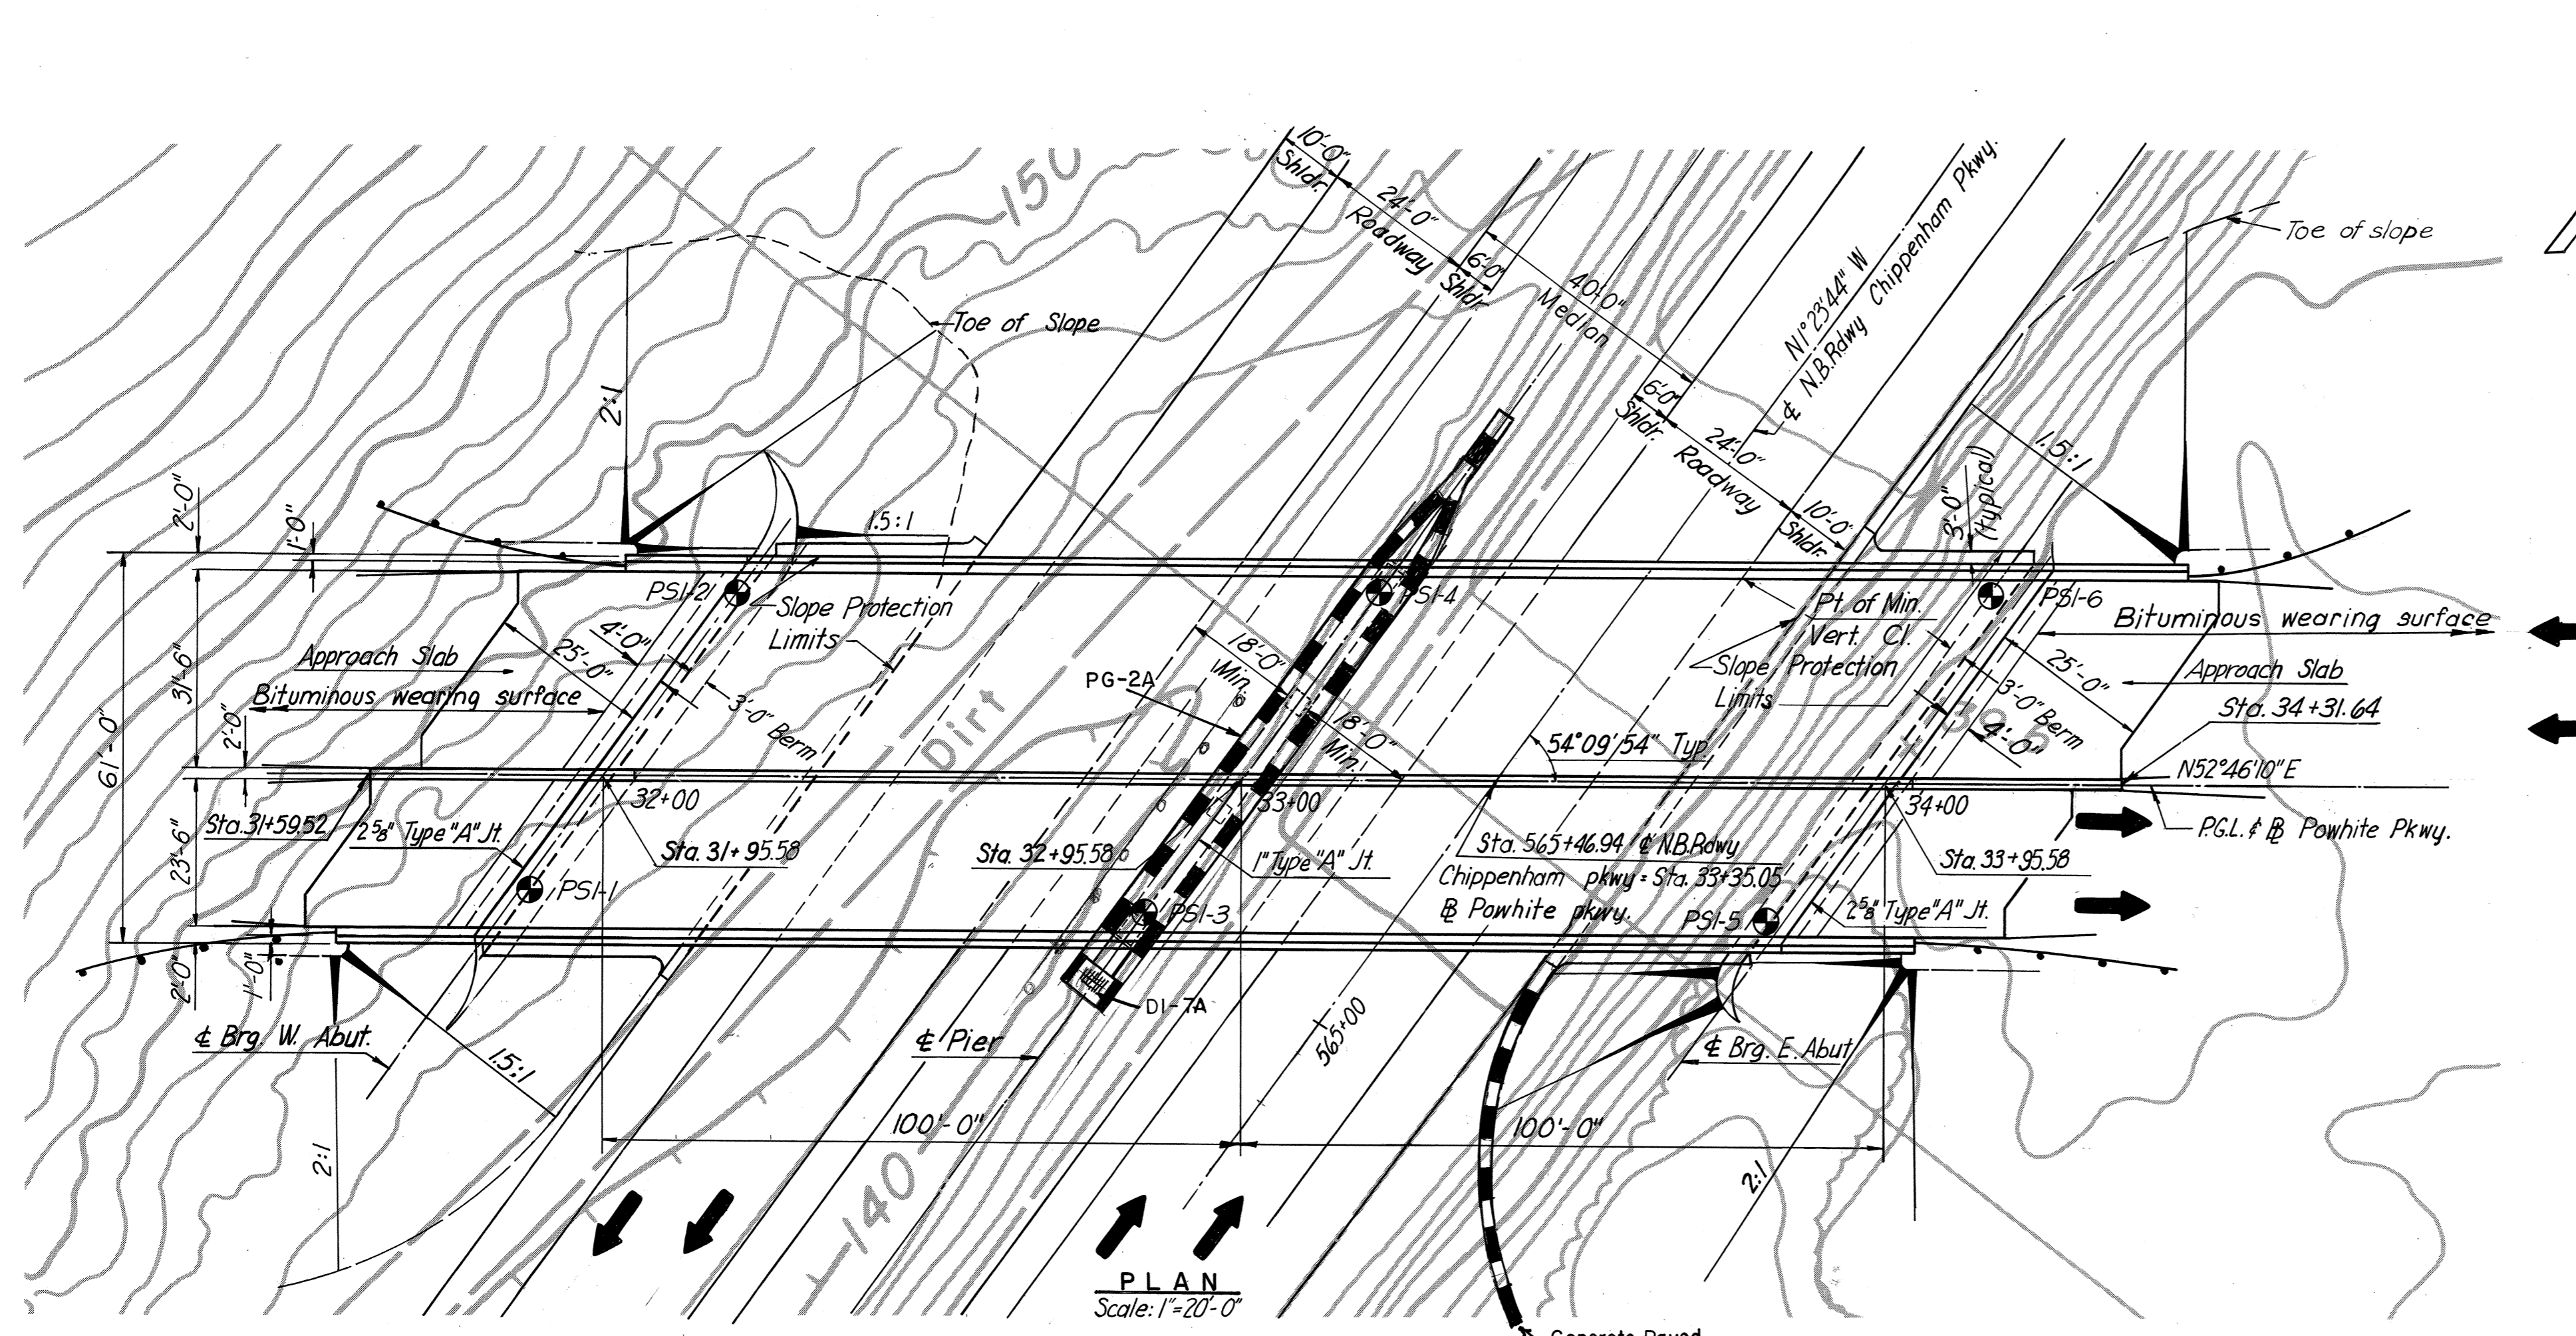 150
10'-0"
Shldr.
24'-0"
Roadway
6'-0"
Shldr.
40'-0"
Median
N1°23'44" W
℄ N.B. Rdwy Chippenham Pkwy.
Toe of slope
Toe of Slope
2:1
6'-0"
Shldr.
24'-0"
Roadway
10'-0"
Shldr.
3'-0"
(typical)
1.5:1
1.5:1
2'-0"
1'-0"
PSI-2
Slope Protection
Limits
PSI-4
Pt. of Min.
Vert. Cl.
PSI-6
Bituminous wearing surface
4'-0"
25'-0"
Approach Slab
Bituminous wearing surface
31'-6"
61'-0"
2'-0"
3'-0" Berm
Dirt
PG-2A
18'-0"
Min.
18'-0"
Min.
Slope Protection
Limits
25'-0"
Approach Slab
3'-0" Berm
4'-0"
Sta. 34+31.64
54°09'54" Typ.
N52°46'10"E
32+00
33+00
34+00
P.G.L. & ⅊ Powhite Pkwy.
Sta. 31+59.52
2⅝" Type "A" Jt.
Sta. 31+95.58
Sta. 32+95.58
1" Type "A" Jt.
Sta. 565+46.94 ℄ N.B. Rdwy
Chippenham pkwy = Sta. 33+35.05
⅊ Powhite pkwy.
Sta. 33+95.58
23'-6"
PSI-1
PSI-3
PSI-5
2⅝" Type "A" Jt.
2'-0"
1'-0"
DI-7A
℄ Brg. W. Abut.
1.5:1
℄ Pier
565+00
℄ Brg. E. Abut.
100'-0"
100'-0"
2:1
2:1
140
PLAN
Scale: 1"=20'-0"
Concrete Paved